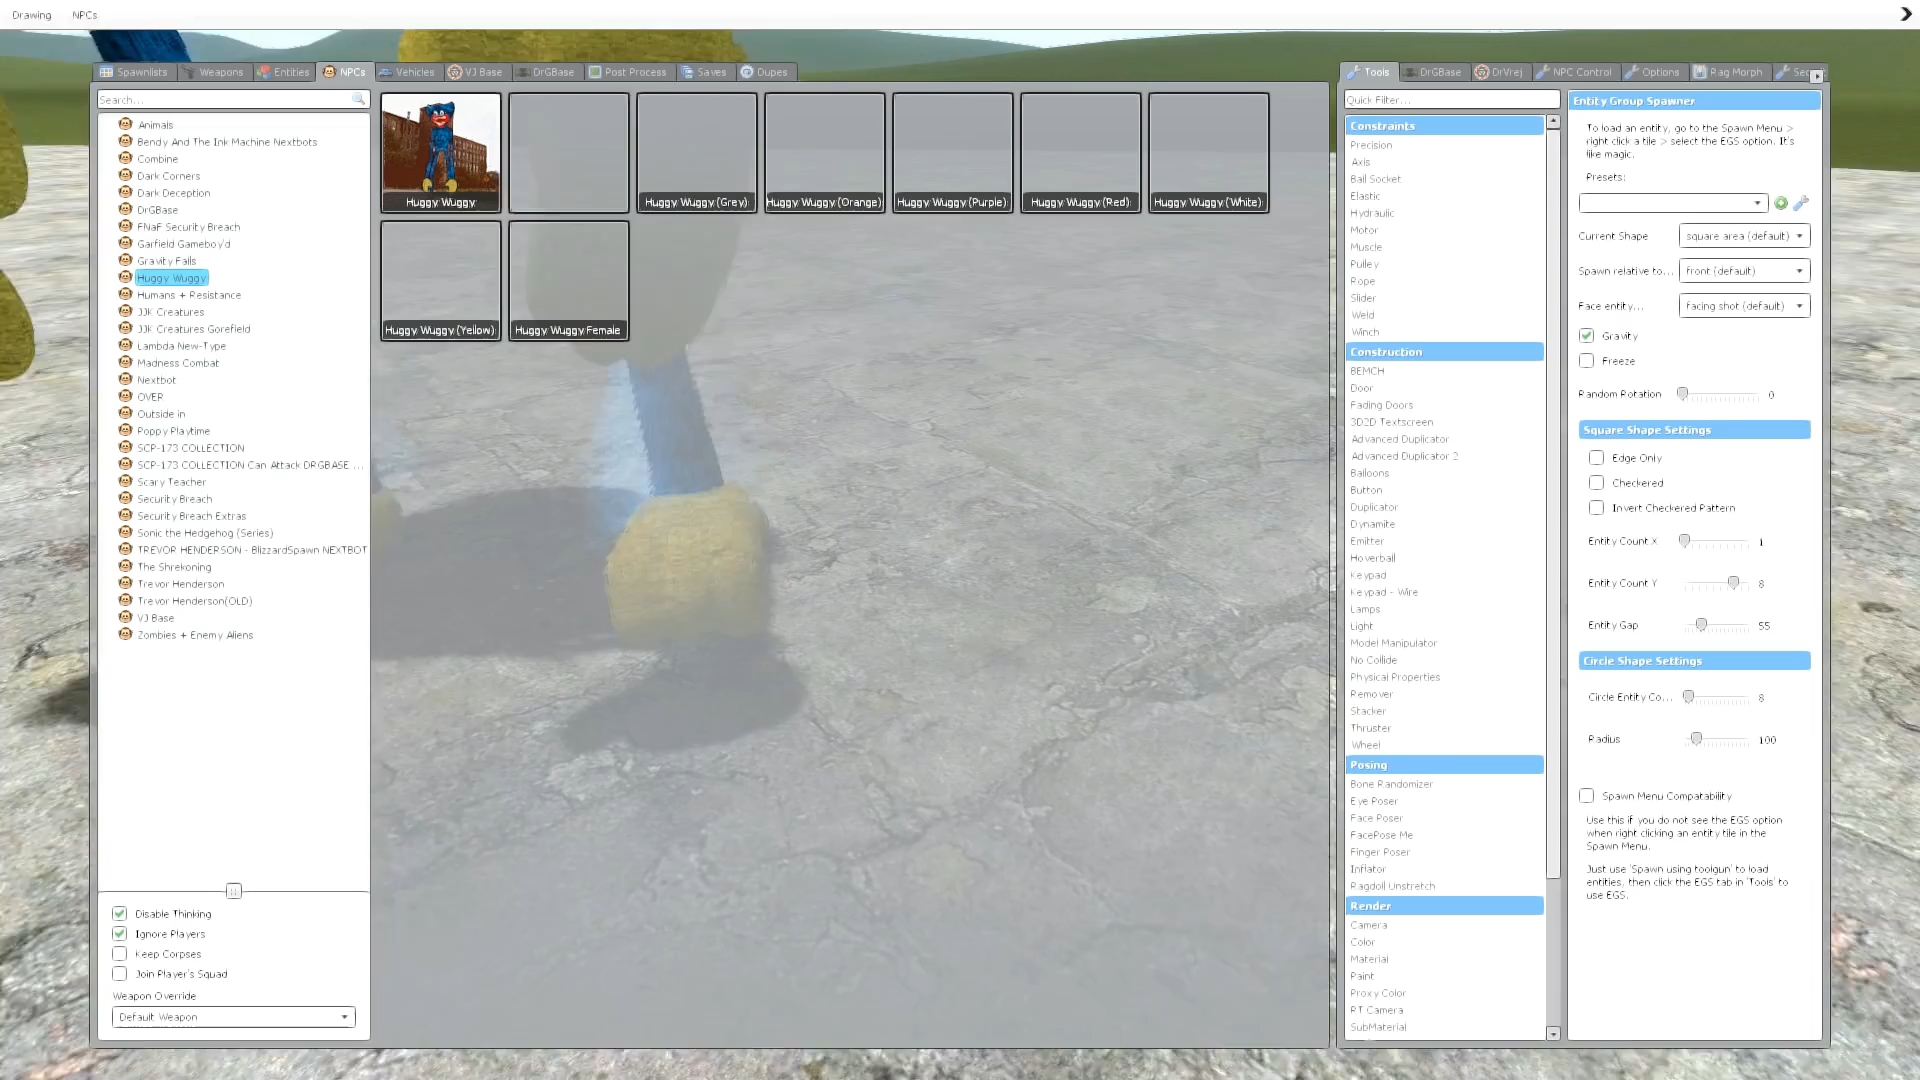 Drawing NPCs
Spawnlists Weapons Entities NPCs Vehicles VJ Base DrGBase Post Process Saves Dupes
Search...
Animals
Bendy And The Ink Machine Nextbots
Combine
Dark Corners
Dark Deception
DrGBase
FNaF Security Breach
Garfield Gameboy'd
Gravity Falls
Huggy Wuggy
Humans + Resistance
JJK Creatures
JJK Creatures Gorefield
Lambda New-Type
Madness Combat
Nextbot
OVER
Outside in
Poppy Playtime
SCP-173 COLLECTION
SCP-173 COLLECTION Can Attack DRGBASE ...
Scary Teacher
Security Breach
Security Breach Extras
Sonic the Hedgehog (Series)
TREVOR HENDERSON - BlizzardSpawn NEXTBOT
The Shrekoning
Trevor Henderson
Trevor Henderson(OLD)
VJ Base
Zombies + Enemy Aliens
Disable Thinking
Ignore Players
Keep Corpses
Join Player's Squad
Weapon Override
Default Weapon
Huggy Wuggy
Huggy Wuggy (Grey)
Huggy Wuggy (Orange)
Huggy Wuggy (Purple)
Huggy Wuggy (Red)
Huggy Wuggy (White)
Huggy Wuggy (Yellow)
Huggy Wuggy Female
Tools DrGBase DrVrej NPC Control Options Rag Morph
Quick Filter...
Constraints
Precision
Axis
Ball Socket
Elastic
Hydraulic
Motor
Muscle
Pulley
Rope
Slider
Weld
Winch
Construction
BEMCH
Door
Fading Doors
3D2D Textscreen
Advanced Duplicator
Advanced Duplicator 2
Balloons
Button
Duplicator
Dynamite
Emitter
Hoverball
Keypad
Keypad - Wire
Lamps
Light
Model Manipulator
No Collide
Physical Properties
Remover
Stacker
Thruster
Wheel
Posing
Bone Randomizer
Eye Poser
Face Poser
FacePose Me
Finger Poser
Inflator
Ragdoll Unstretch
Render
Camera
Color
Material
Paint
Proxy Color
RT Camera
SubMaterial
Entity Group Spawner
To load an entity, go to the Spawn Menu >
right click a tile > select the EGS option. It's
like magic.
Presets:
Current Shape square area (default)
Spawn relative to... front (default)
Face entity... facing shot (default)
Gravity
Freeze
Random Rotation 0
Square Shape Settings
Edge Only
Checkered
Invert Checkered Pattern
Entity Count X 1
Entity Count Y 8
Entity Gap 55
Circle Shape Settings
Circle Entity Co... 8
Radius 100
Spawn Menu Compatability
Use this if you do not see the EGS option
when right clicking an entity tile in the
Spawn Menu.
Just use 'Spawn using toolgun' to load
entities, then click the EGS tab in 'Tools' to
use EGS.